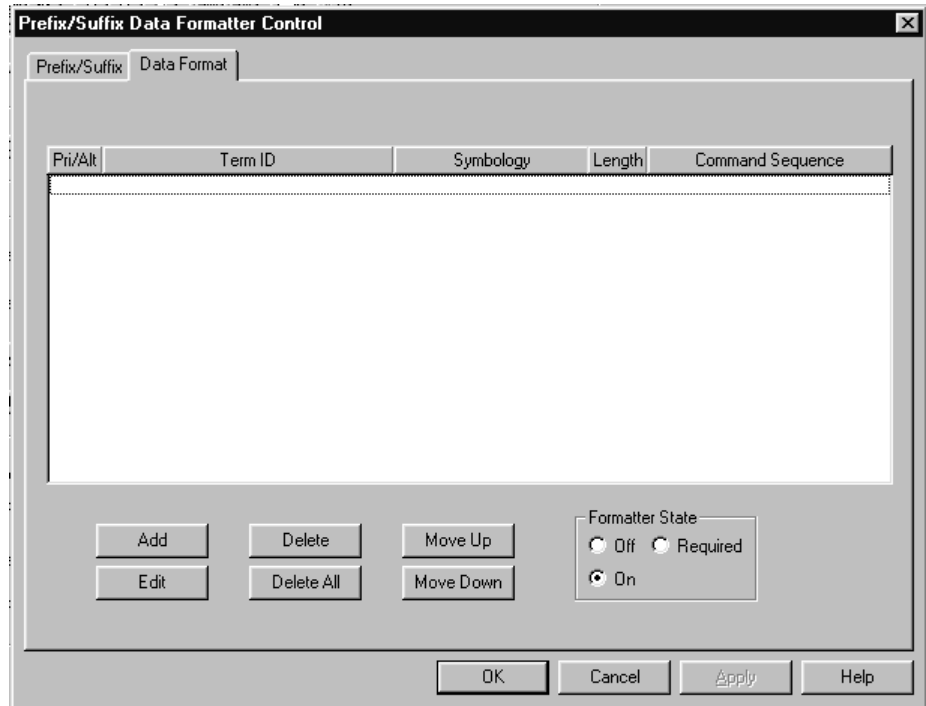 Prefix/Suffix Data Formatter Control
Prefix/Suffix Data Format
Pri/Alt Term ID Symbology Length Command Sequence
Add Delete Move Up
Edit Delete All Move Down
Formatter State
Off Required
On
OK Cancel Apply Help